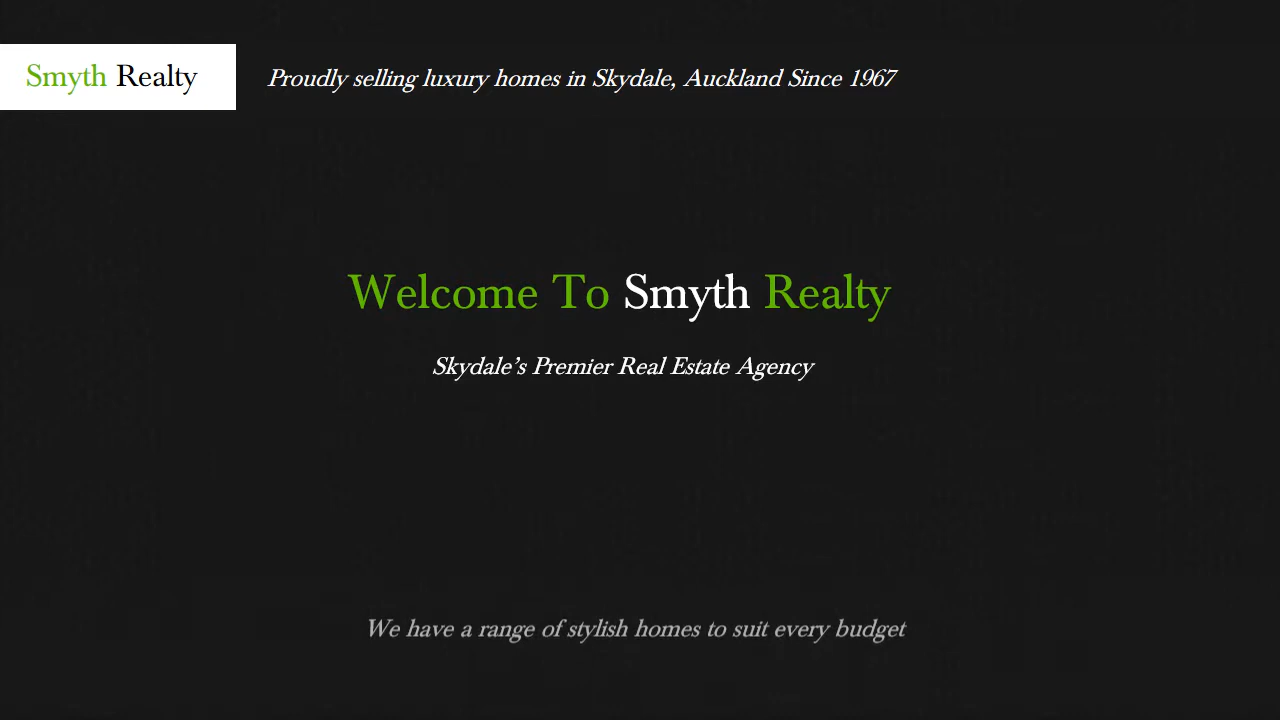 Smyth Realty
Proudly selling luxury homes in Skydale, Auckland Since 1967
Welcome To Smyth Realty
Skydale’s Premier Real Estate Agency
We have a range of stylish homes to suit every budget